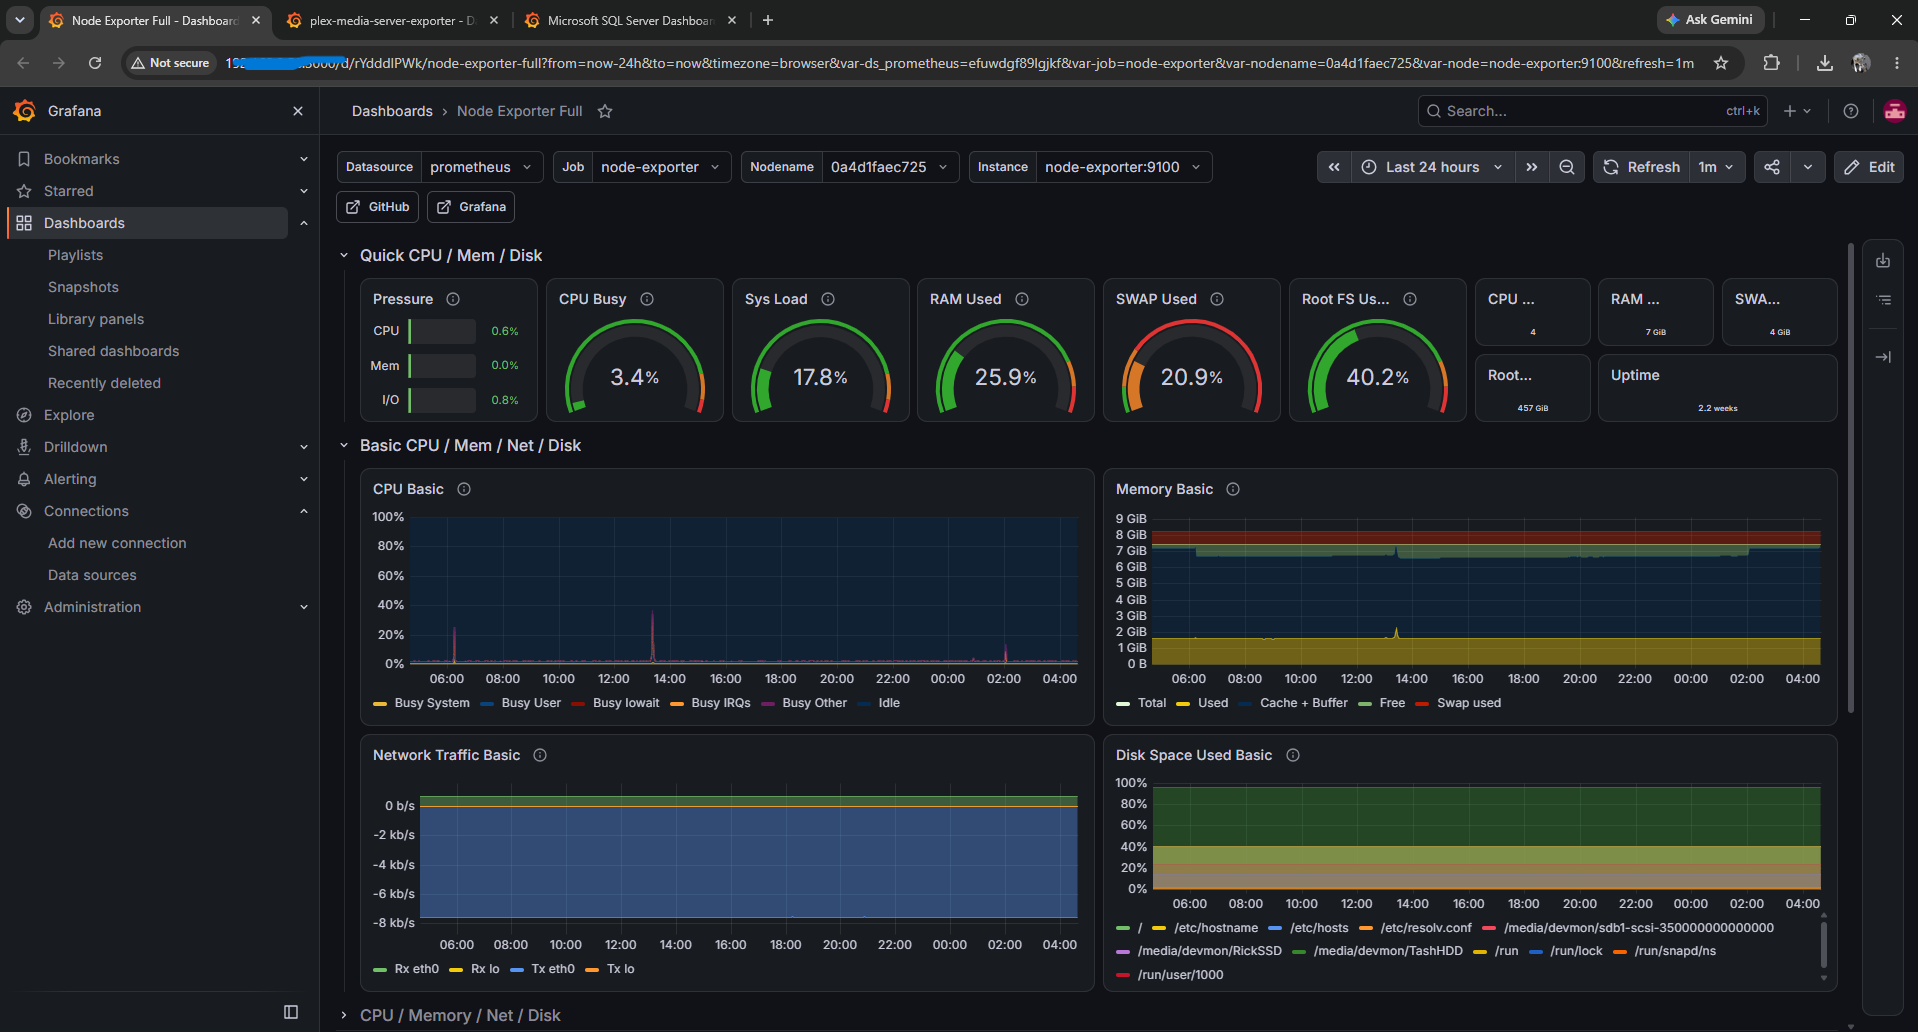 Node Exporter Full - Dashboard
plex-media-server-exporter - D
Microsoft SQL Server Dashboar
Ask Gemini
Not secure
/d/rYdddlPWk/node-exporter-full?from=now-24h&to=now&timezone=browser&var-ds_prometheus=efuwdgf89lgjkf&var-job=node-exporter&var-nodename=0a4d1faec725&var-node=node-exporter:9100&refresh=1m
Grafana
Dashboards › Node Exporter Full
Search... ctrl+k
Bookmarks
Starred
Dashboards
Playlists
Snapshots
Library panels
Shared dashboards
Recently deleted
Explore
Drilldown
Alerting
Connections
Add new connection
Data sources
Administration
Datasource prometheus Job node-exporter Nodename 0a4d1faec725 Instance node-exporter:9100 Last 24 hours Refresh 1m Edit
GitHub Grafana
Quick CPU / Mem / Disk
Pressure
CPU 0.6%
Mem 0.0%
I/O 0.8%
CPU Busy
3.4%
Sys Load
17.8%
RAM Used
25.9%
SWAP Used
20.9%
Root FS Us...
40.2%
CPU ...
4
RAM ...
7 GiB
SWA...
4 GiB
Root...
457 GiB
Uptime
2.2 weeks
Basic CPU / Mem / Net / Disk
CPU Basic
100%
80%
60%
40%
20%
0%
06:00 08:00 10:00 12:00 14:00 16:00 18:00 20:00 22:00 00:00 02:00 04:00
Busy System Busy User Busy Iowait Busy IRQs Busy Other Idle
Memory Basic
9 GiB
8 GiB
7 GiB
6 GiB
5 GiB
4 GiB
3 GiB
2 GiB
1 GiB
0 B
06:00 08:00 10:00 12:00 14:00 16:00 18:00 20:00 22:00 00:00 02:00 04:00
Total Used Cache + Buffer Free Swap used
Network Traffic Basic
0 b/s
-2 kb/s
-4 kb/s
-6 kb/s
-8 kb/s
06:00 08:00 10:00 12:00 14:00 16:00 18:00 20:00 22:00 00:00 02:00 04:00
Rx eth0 Rx lo Tx eth0 Tx lo
Disk Space Used Basic
100%
80%
60%
40%
20%
0%
06:00 08:00 10:00 12:00 14:00 16:00 18:00 20:00 22:00 00:00 02:00 04:00
/ /etc/hostname /etc/hosts /etc/resolv.conf /media/devmon/sdb1-scsi-350000000000000
/media/devmon/RickSSD /media/devmon/TashHDD /run /run/lock /run/snapd/ns
/run/user/1000
CPU / Memory / Net / Disk